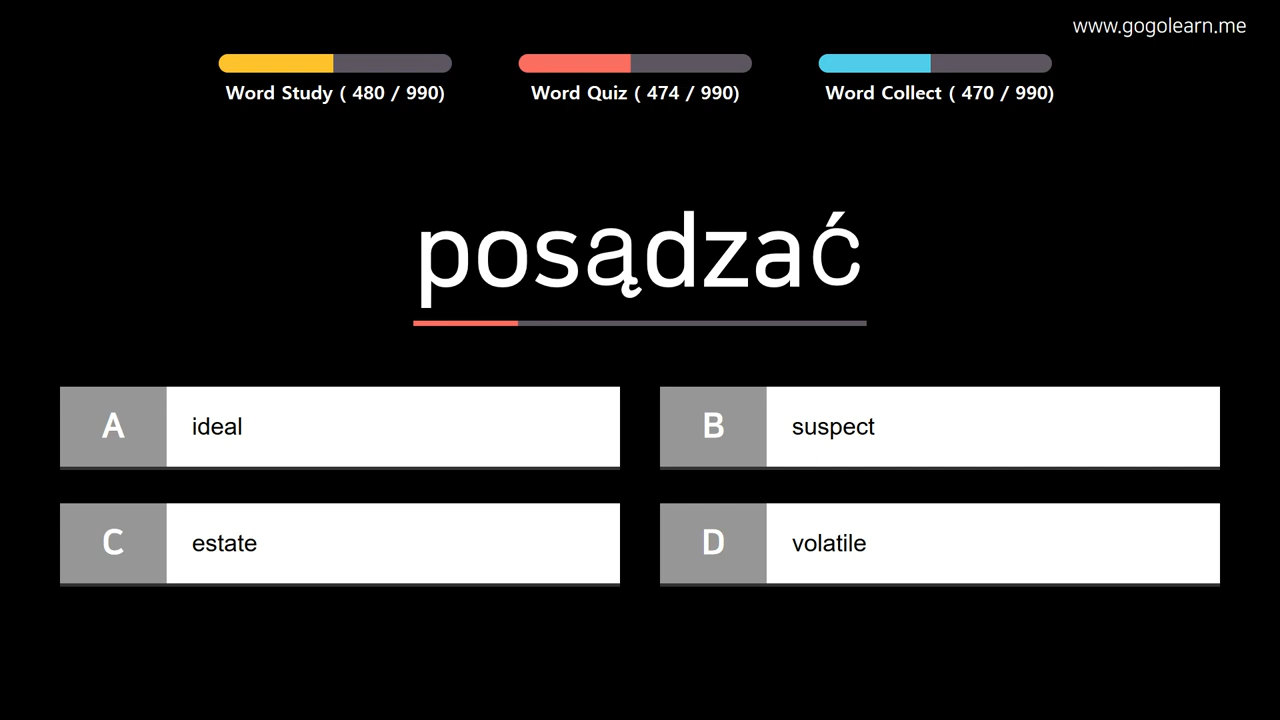 www.gogolearn.me
Word Study ( 480 / 990)
Word Quiz ( 474 / 990)
Word Collect ( 470 / 990)
posądzać
A ideal
B suspect
C estate
D volatile